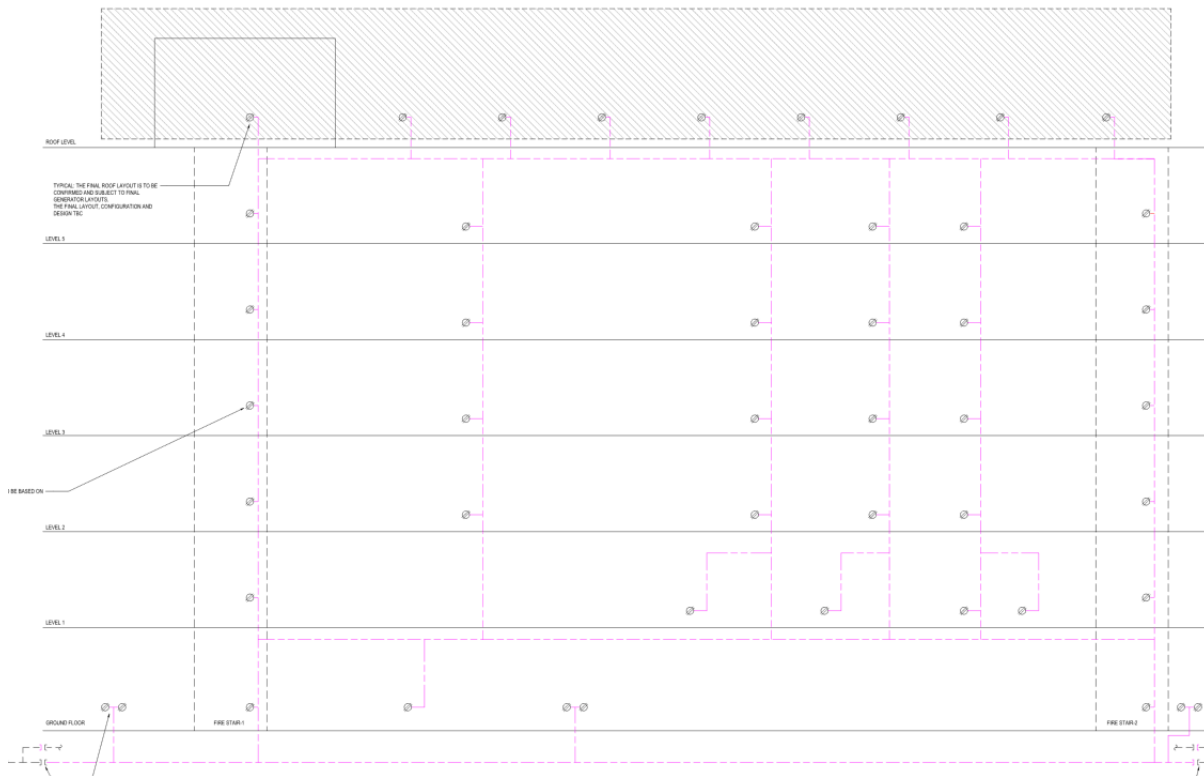 ROOF LEVEL
TYPICAL: THE FINAL ROOF LAYOUT IS TO BE
CONFIRMED AND SUBJECT TO FINAL
GENERATOR LAYOUTS.
THE FINAL LAYOUT, CONFIGURATION AND
DESIGN TBC
LEVEL 5
LEVEL 4
LEVEL 3
I BE BASED ON
LEVEL 2
LEVEL 1
GROUND FLOOR
FIRE STAIR-1
FIRE STAIR-2